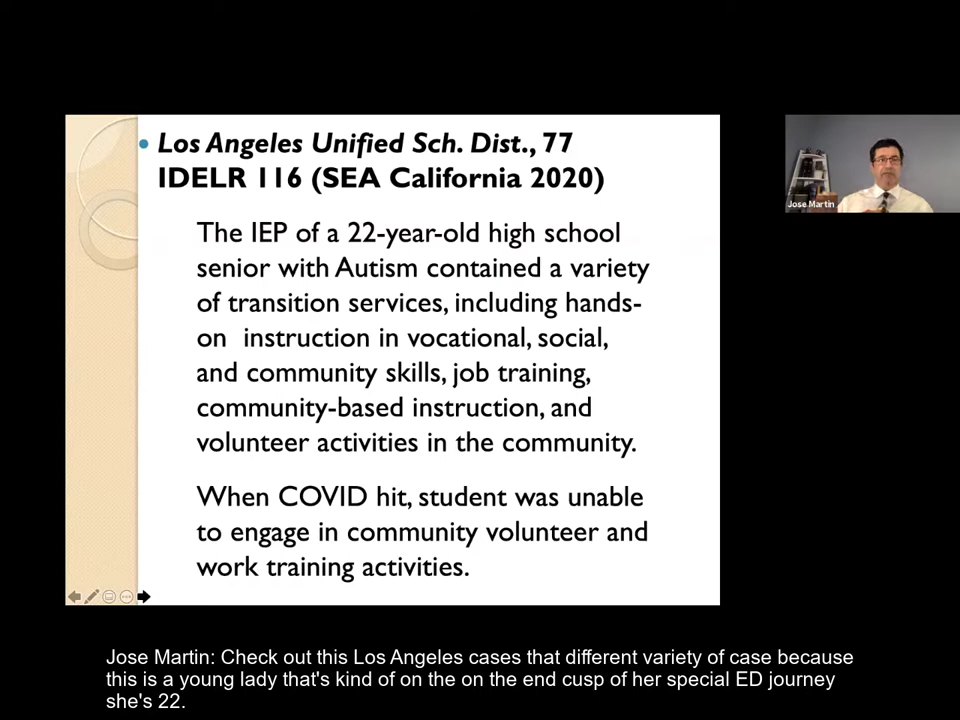 Los Angeles Unified Sch. Dist., 77
IDELR 116 (SEA California 2020)
The IEP of a 22-year-old high school
senior with Autism contained a variety
of transition services, including hands-
on instruction in vocational, social,
and community skills, job training,
community-based instruction, and
volunteer activities in the community.
When COVID hit, student was unable
to engage in community volunteer and
work training activities.
Jose Martin
Jose Martin: Check out this Los Angeles cases that different variety of case because
this is a young lady that's kind of on the on the end cusp of her special ED journey
she's 22.